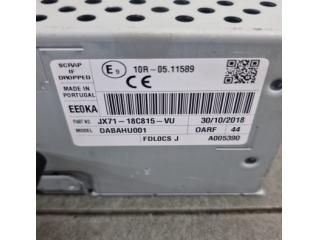 SCRAP
IF
DROPPED
E9 10R-05.11589
CE
MADE IN
PORTUGAL
EEDKA
PART NO. JX71-18C815-VU 30/10/2018
MODEL DABAHU001 OARF 44
FDLOCS J A005390